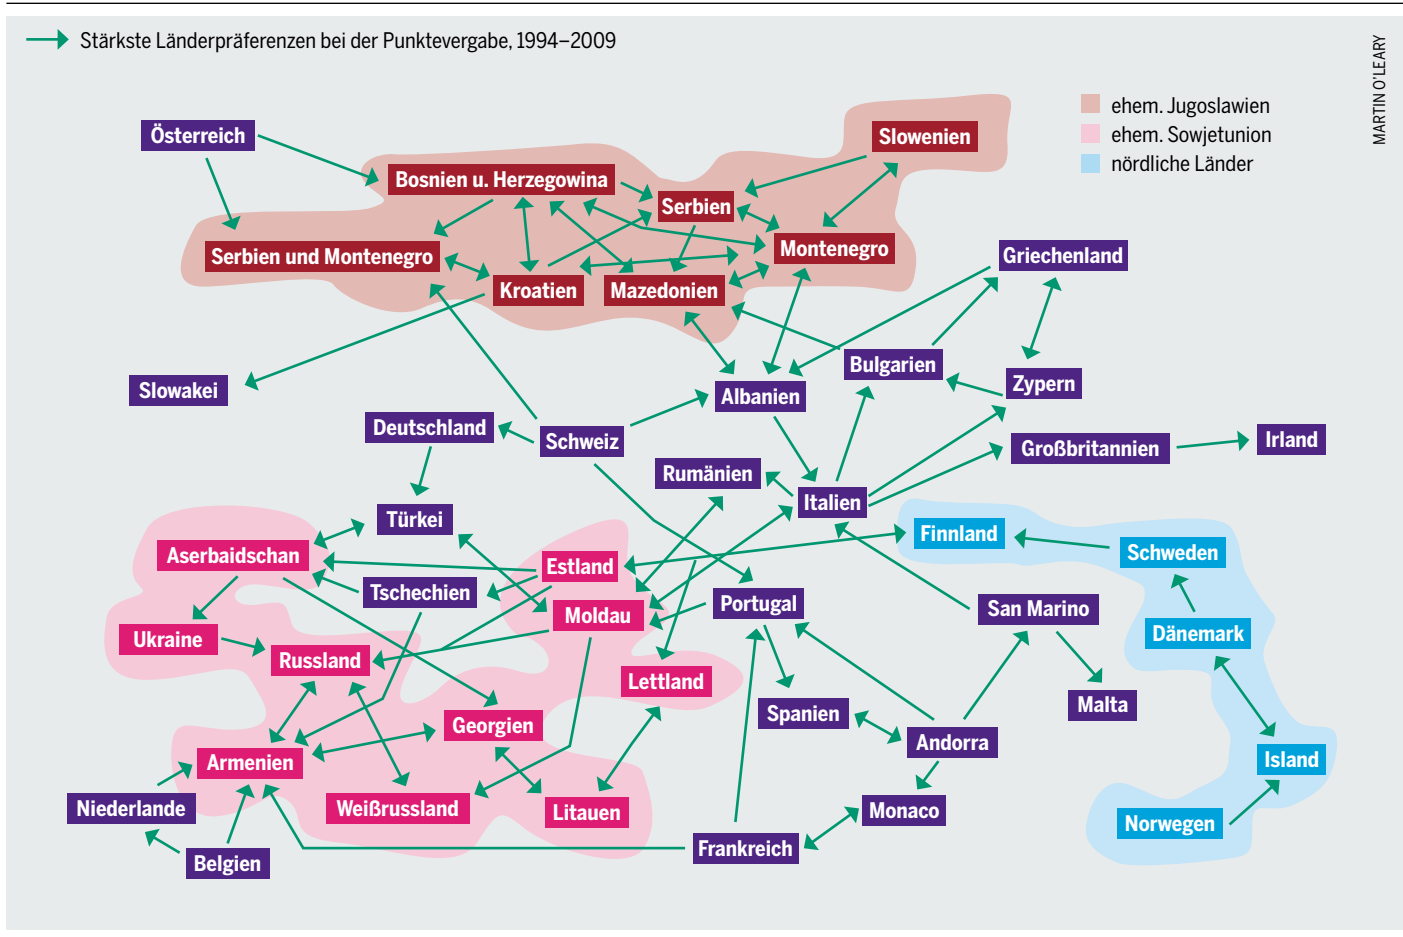 Stärkste Länderpräferenzen bei der Punktevergabe, 1994–2009
MARTIN O'LEARY
ehem. Jugoslawien
ehem. Sowjetunion
nördliche Länder
Österreich
Slowenien
Bosnien u. Herzegowina
Serbien
Montenegro
Serbien und Montenegro
Griechenland
Kroatien
Mazedonien
Bulgarien
Zypern
Slowakei
Albanien
Deutschland
Schweiz
Großbritannien
Irland
Rumänien
Italien
Türkei
Finnland
Aserbaidschan
Estland
Schweden
Tschechien
Portugal
San Marino
Moldau
Ukraine
Dänemark
Russland
Lettland
Malta
Spanien
Georgien
Andorra
Armenien
Island
Niederlande
Weißrussland
Litauen
Monaco
Norwegen
Frankreich
Belgien